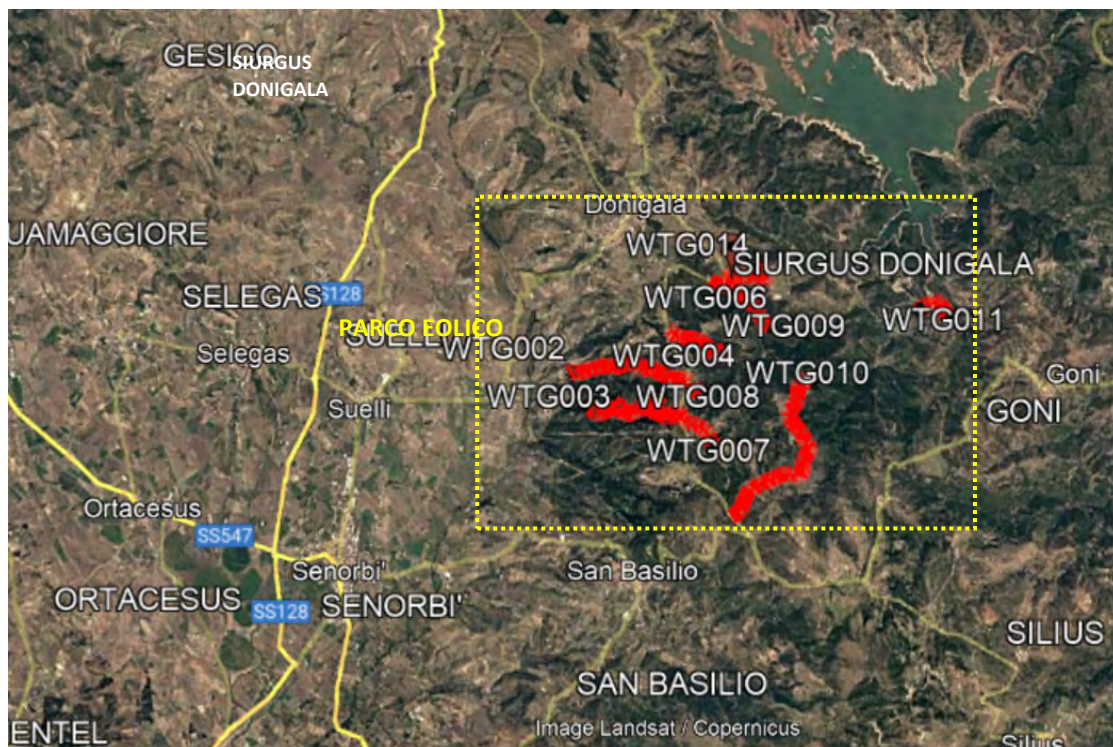 GESICO
SIURGUS
DONIGALA
Donigala
UAMAGGIORE
WTG014
SIURGUS DONIGALA
SELEGAS
SS128
WTG006
WTG011
PARCO EOLICO
WTG009
SUELL
WTG002
Selegas
WTG004
WTG010
Goni
WTG003
WTG008
Suelli
GONI
WTG007
Ortacesus
SS547
Senorbi'
San Basilio
ORTACESUS
SS128
SENORBI'
SILIUS
SAN BASILIO
Image Landsat / Copernicus
ENTEL
Silius